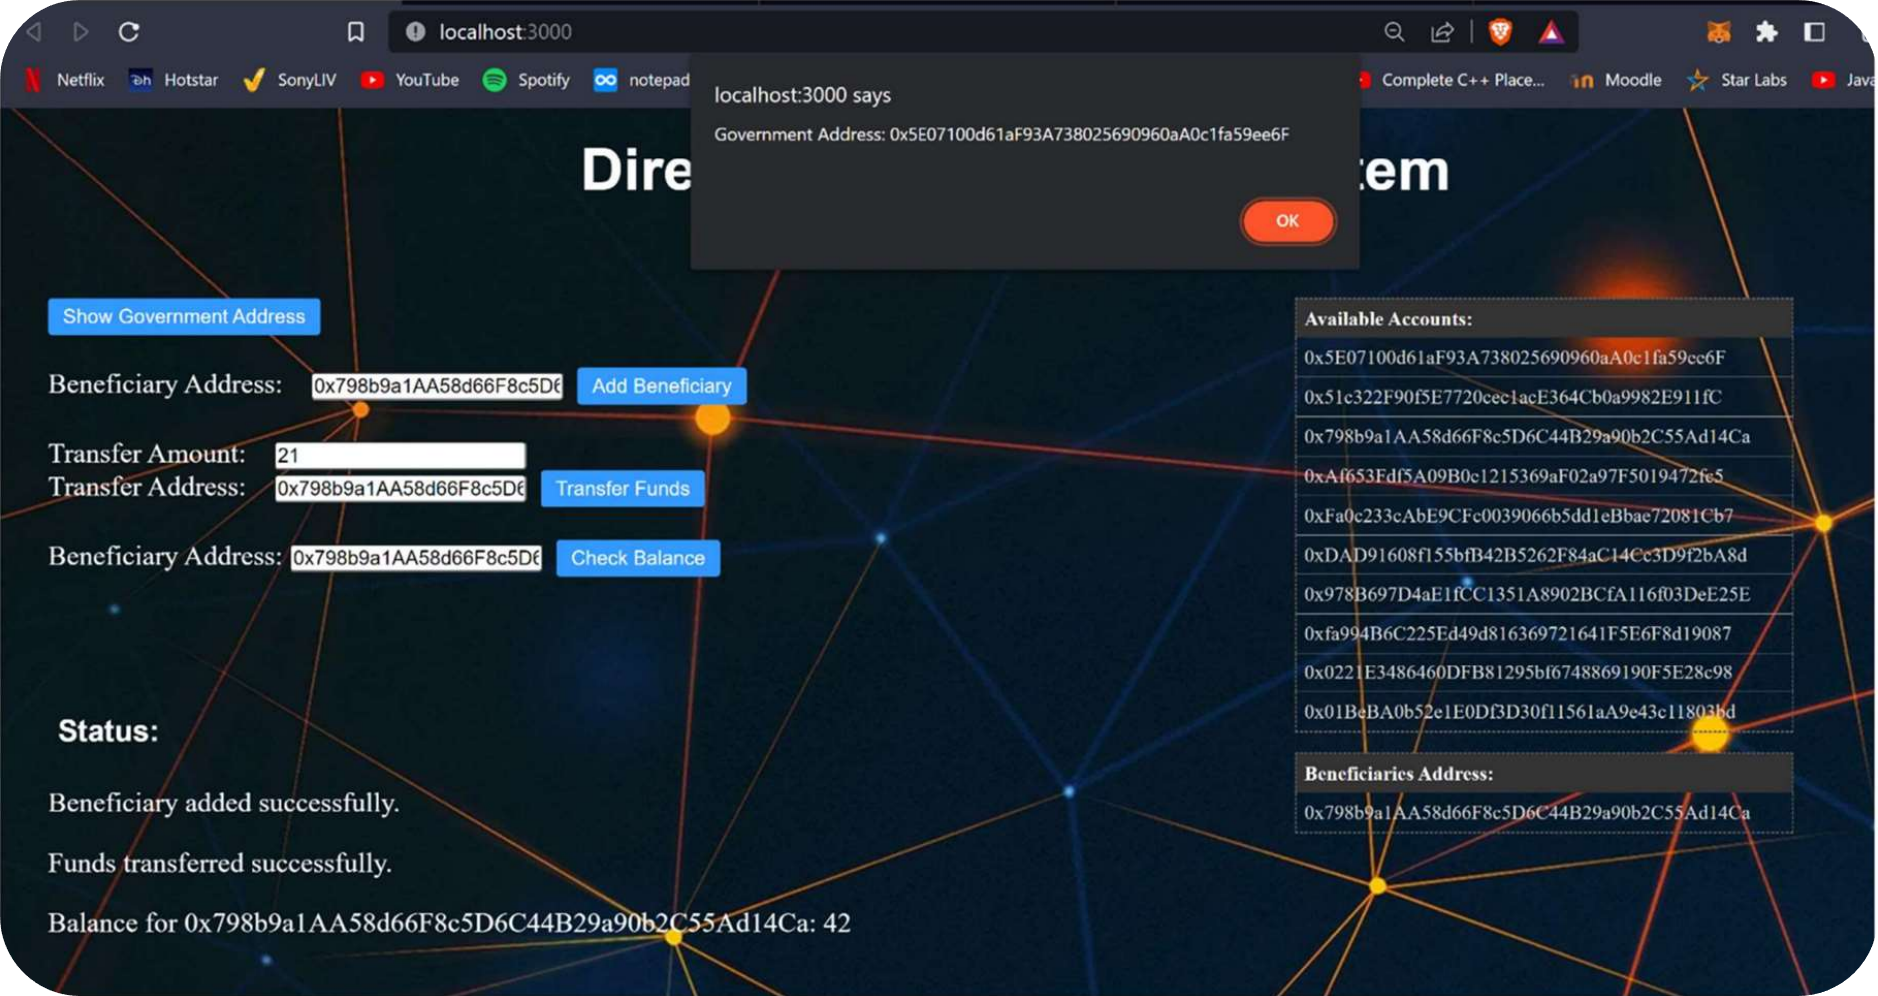 localhost:3000
Netflix
Hotstar
SonyLIV
YouTube
Spotify
notepad
Complete C++ Place...
Moodle
Star Labs
Java
localhost:3000 says
Government Address: 0x5E07100d61aF93A738025690960aA0c1fa59ee6F
OK
Dire
tem
Show Government Address
Beneficiary Address: 0x798b9a1AA58d66F8c5D6 Add Beneficiary
Transfer Amount: 21
Transfer Address: 0x798b9a1AA58d66F8c5D6 Transfer Funds
Beneficiary Address: 0x798b9a1AA58d66F8c5D6 Check Balance
Status:
Beneficiary added successfully.
Funds transferred successfully.
Balance for 0x798b9a1AA58d66F8c5D6C44B29a90b2C55Ad14Ca: 42
Available Accounts:
0x5E07100d61aF93A738025690960aA0c1fa59ee6F
0x51c322F90f5E7720cec1acE364Cb0a9982E911fC
0x798b9a1AA58d66F8c5D6C44B29a90b2C55Ad14Ca
0xAf653Fdf5A09B0c1215369aF02a97F5019472fc5
0xFa0c233cAbE9CFc0039066b5dd1eBbae72081Cb7
0xDAD91608f155bfB42B5262F84aC14Cc3D9f2bA8d
0x978B697D4aE1fCC1351A8902BCfA116f03DeE25E
0xfa994B6C225Ed49d816369721641F5E6F8d19087
0x0221E3486460DFB81295bf6748869190F5E28c98
0x01BeBA0b52e1E0Df3D30f11561aA9e43c11803bd
Beneficiaries Address:
0x798b9a1AA58d66F8c5D6C44B29a90b2C55Ad14Ca